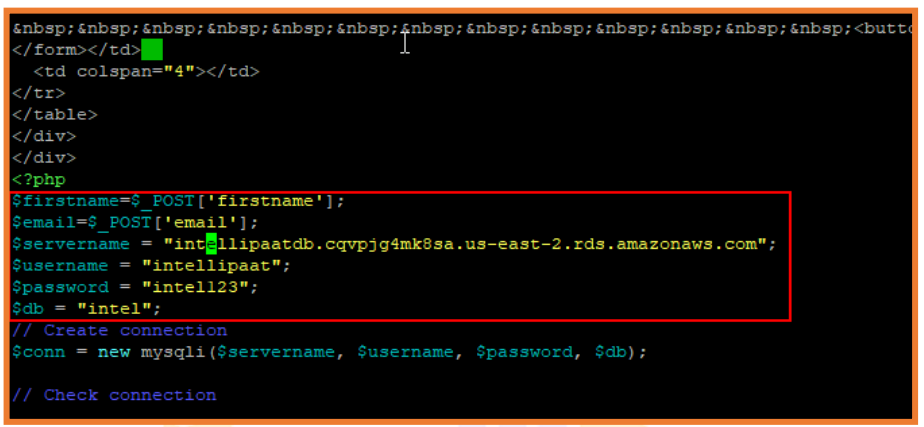 &nbsp;&nbsp;&nbsp;&nbsp;&nbsp;&nbsp;&nbsp;&nbsp;&nbsp;&nbsp;&nbsp;&nbsp;&nbsp;<butto
</form></td>
<td colspan="4"></td>
</tr>
</table>
</div>
</div>
<?php
$firstname=$_POST['firstname'];
$email=$_POST['email'];
$servername = "intellipaatdb.cqvpjg4mk8sa.us-east-2.rds.amazonaws.com";
$username = "intellipaat";
$password = "intel123";
$db = "intel";
// Create connection
$conn = new mysqli($servername, $username, $password, $db);
// Check connection